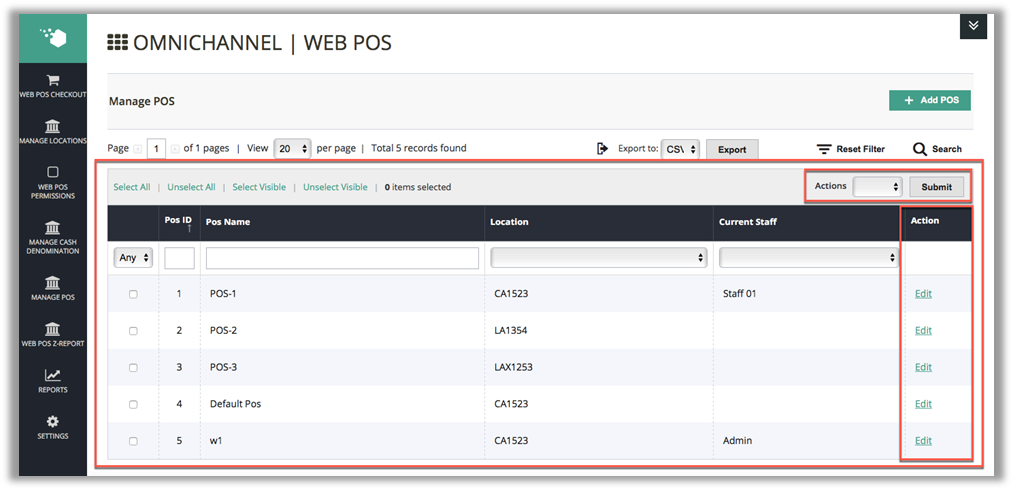 OMNICHANNEL | WEB POS
WEB POS CHECKOUT
MANAGE LOCATIONS
WEB POS
PERMISSIONS
MANAGE CASH
DENOMINATION
MANAGE POS
WEB POS Z-REPORT
REPORTS
SETTINGS
Manage POS
+ Add POS
Page 1 of 1 pages | View 20 per page | Total 5 records found Export to: CSV Export Reset Filter Search
Select All | Unselect All | Select Visible | Unselect Visible | 0 items selected Actions Submit
Pos ID ↑ Pos Name Location Current Staff Action
Any
1 POS-1 CA1523 Staff 01 Edit
2 POS-2 LA1354 Edit
3 POS-3 LAX1253 Edit
4 Default Pos CA1523 Edit
5 w1 CA1523 Admin Edit